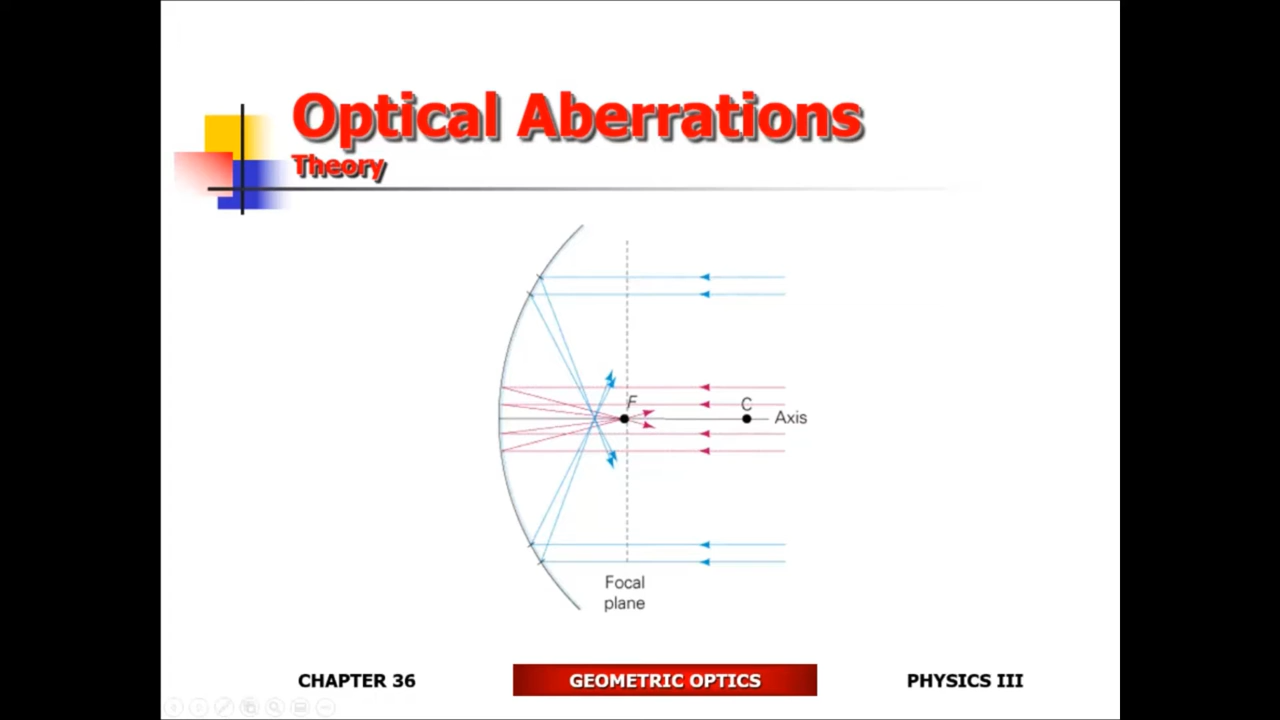 Optical Aberrations
Theory
F
C
Axis
Focal
plane
CHAPTER 36
GEOMETRIC OPTICS
PHYSICS III